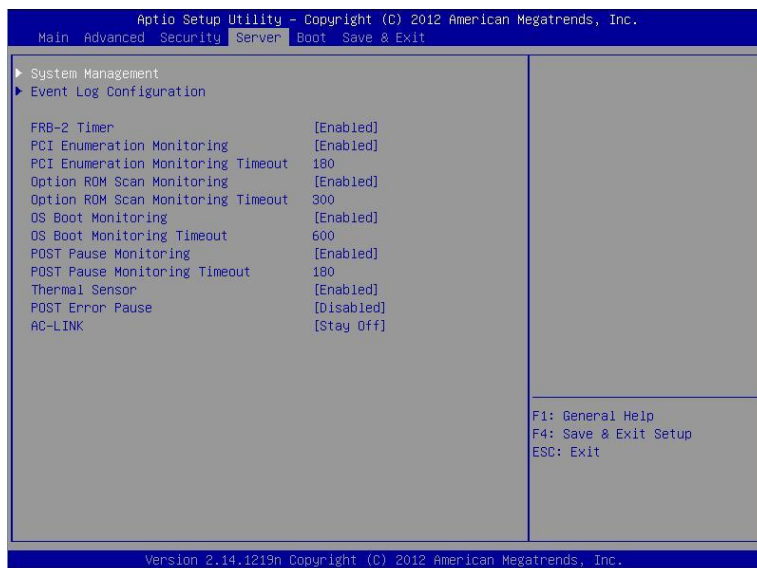 Aptio Setup Utility – Copyright (C) 2012 American Megatrends, Inc.
Main Advanced Security Server Boot Save & Exit
System Management
Event Log Configuration
FRB-2 Timer [Enabled]
PCI Enumeration Monitoring [Enabled]
PCI Enumeration Monitoring Timeout 180
Option ROM Scan Monitoring [Enabled]
Option ROM Scan Monitoring Timeout 300
OS Boot Monitoring [Enabled]
OS Boot Monitoring Timeout 600
POST Pause Monitoring [Enabled]
POST Pause Monitoring Timeout 180
Thermal Sensor [Enabled]
POST Error Pause [Disabled]
AC-LINK [Stay Off]
F1: General Help
F4: Save & Exit Setup
ESC: Exit
Version 2.14.1219n Copyright (C) 2012 American Megatrends, Inc.